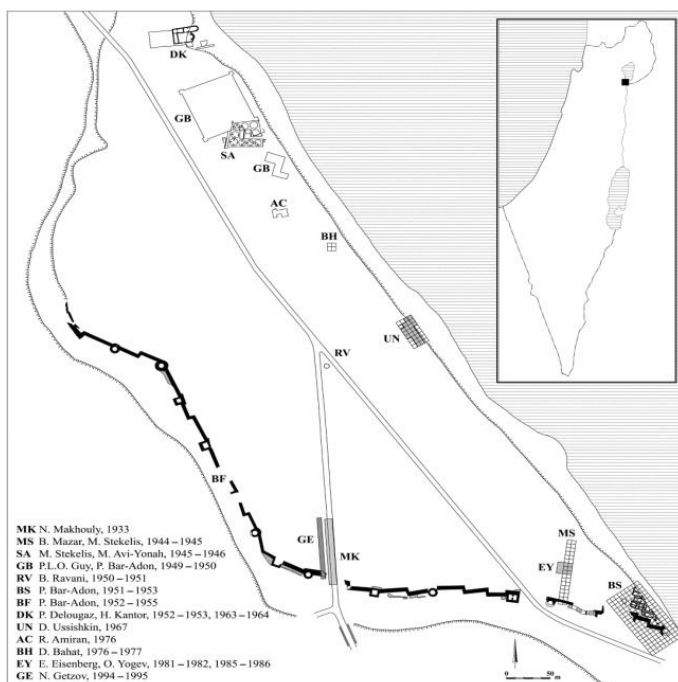 DK
GB
SA
GB
AC
BH
UN
RV
BF
GE
MK
MS
EY
BS
MK N. Makhouly, 1933
MS B. Mazar, M. Stekelis, 1944–1945
SA M. Stekelis, M. Avi-Yonah, 1945–1946
GB P.L.O. Guy, P. Bar-Adon, 1949–1950
RV B. Ravani, 1950–1951
BS P. Bar-Adon, 1951–1953
BF P. Bar-Adon, 1952–1955
DK P. Delougaz, H. Kantor, 1952–1953, 1963–1964
UN D. Ussishkin, 1967
AC R. Amiran, 1976
BH D. Bahat, 1976–1977
EY E. Eisenberg, O. Yogev, 1981–1982, 1985–1986
GE N. Getzov, 1994–1995
0 50 m